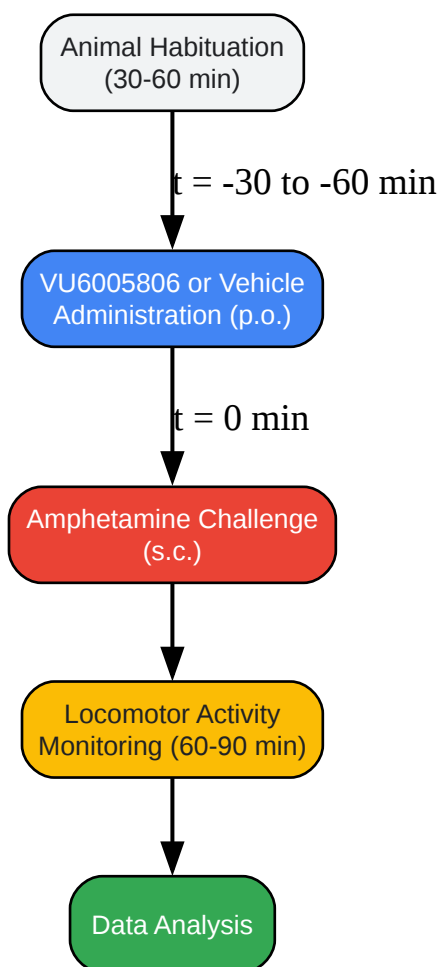 Animal Habituation
(30-60 min)
t = -30 to -60 min
VU6005806 or Vehicle
Administration (p.o.)
t = 0 min
Amphetamine Challenge
(s.c.)
Locomotor Activity
Monitoring (60-90 min)
Data Analysis